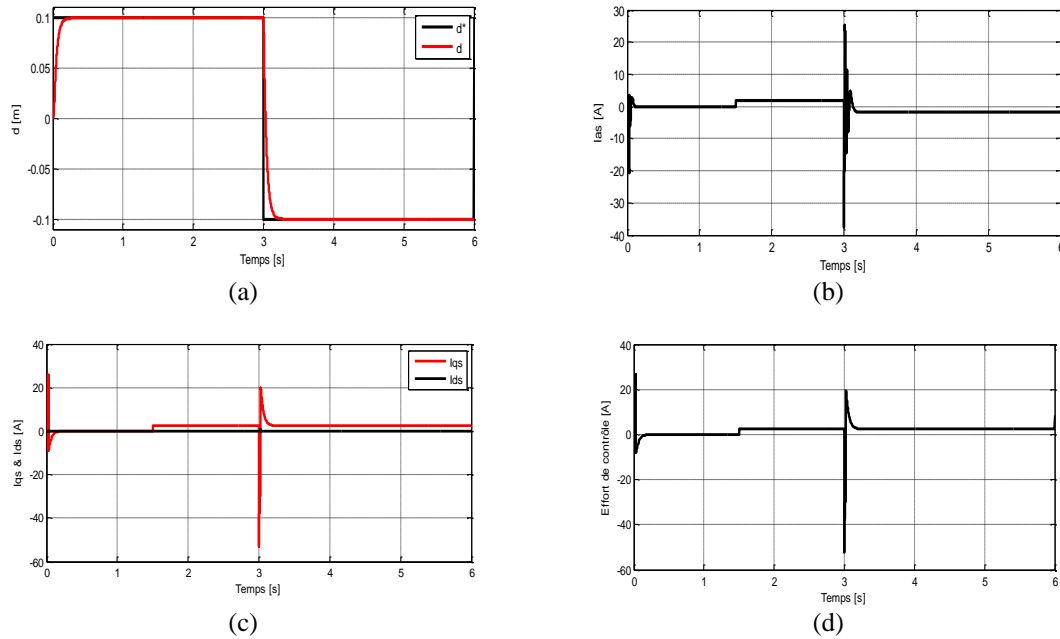 0.1
0.05
0
-0.05
-0.1
d [m]
d*
d
0 1 2 3 4 5 6
Temps [s]
(a)
30
20
10
0
-10
-20
-30
40
Ias [A]
0 1 2 3 4 5 6
Temps [s]
(b)
40
20
0
-20
-40
-60
Iqs & Ids [A]
Iqs
Ids
0 1 2 3 4 5 6
Temps [s]
(c)
40
20
0
-20
-40
-60
Effort de contrôle [A]
0 1 2 3 4 5 6
Temps [s]
(d)